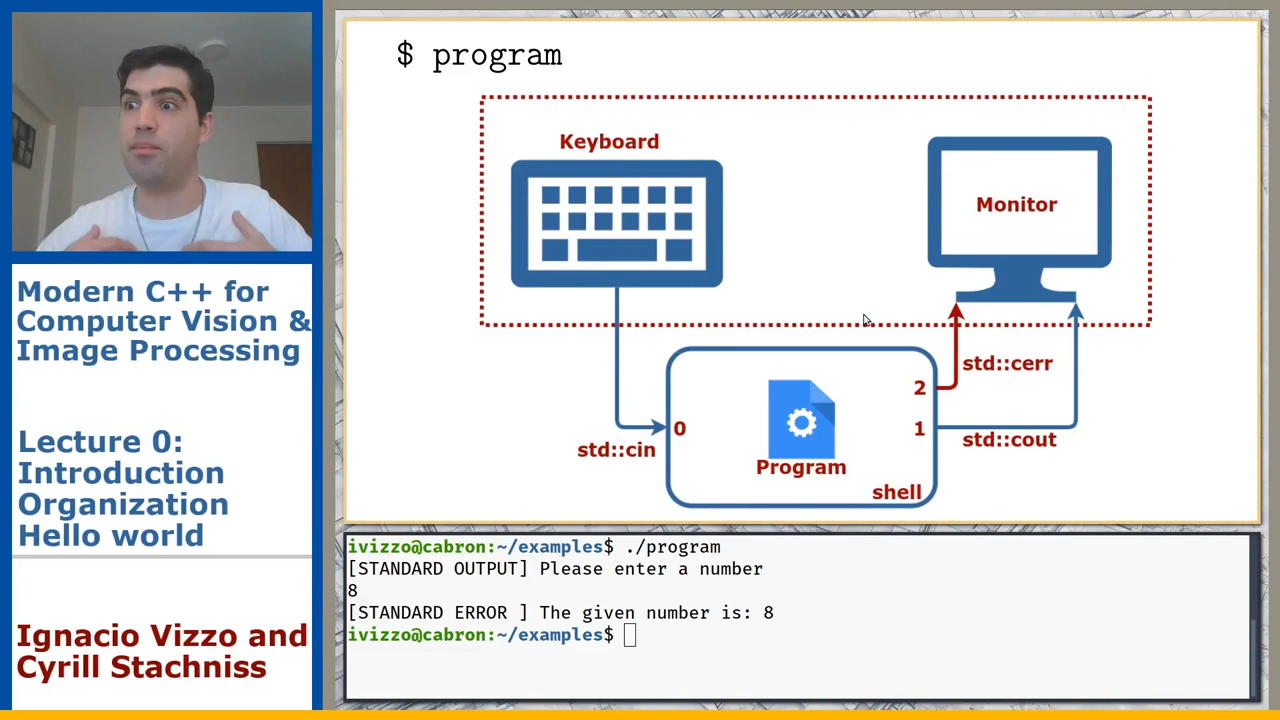 $ program
Keyboard
Monitor
std::cerr
2
0
1
std::cin
std::cout
Program
shell
Modern C++ for
Computer Vision &
Image Processing
Lecture 0:
Introduction
Organization
Hello world
Ignacio Vizzo and
Cyrill Stachniss
ivizzo@cabron:~/examples$ ./program
[STANDARD OUTPUT] Please enter a number
8
[STANDARD ERROR ] The given number is: 8
ivizzo@cabron:~/examples$